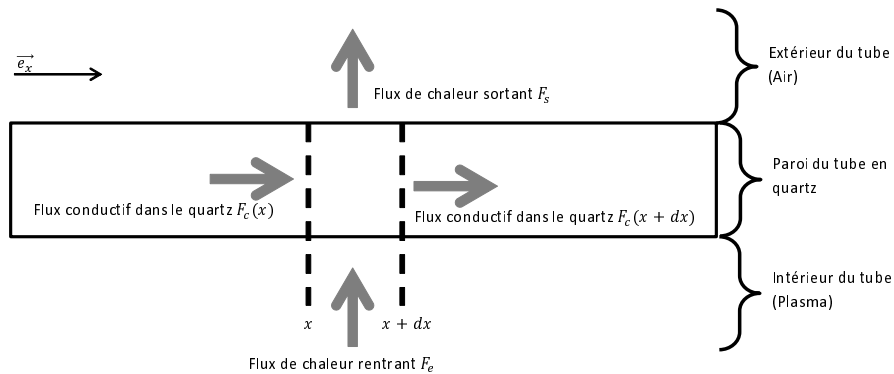 $\overrightarrow{e_x}$
Flux de chaleur sortant $F_s$
Extérieur du tube
(Air)
Flux conductif dans le quartz $F_c(x)$
Flux conductif dans le quartz $F_c(x + dx)$
Paroi du tube en
quartz
Intérieur du tube
(Plasma)
$x$
$x + dx$
Flux de chaleur rentrant $F_e$